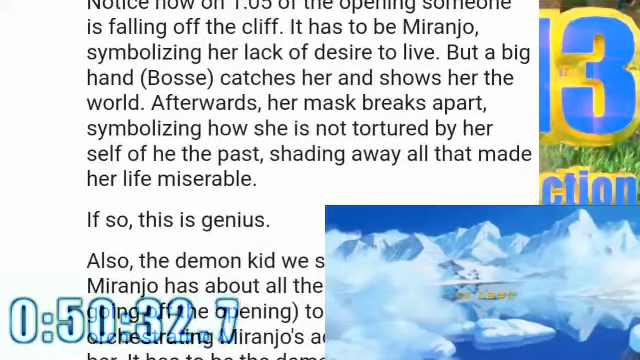 Notice how on 1:05 of the opening someone
is falling off the cliff. It has to be Miranjo,
symbolizing her lack of desire to live. But a big
hand (Bosse) catches her and shows her the
world. Afterwards, her mask breaks apart,
symbolizing how she is not tortured by her
self of he the past, shading away all that made
her life miserable.
If so, this is genius.
Also, the demon kid we s
Miranjo has about all the
going off the opening) to
orchestrating Miranjo's ac
her. It has to be the dem
0:50:32.7
13
ction